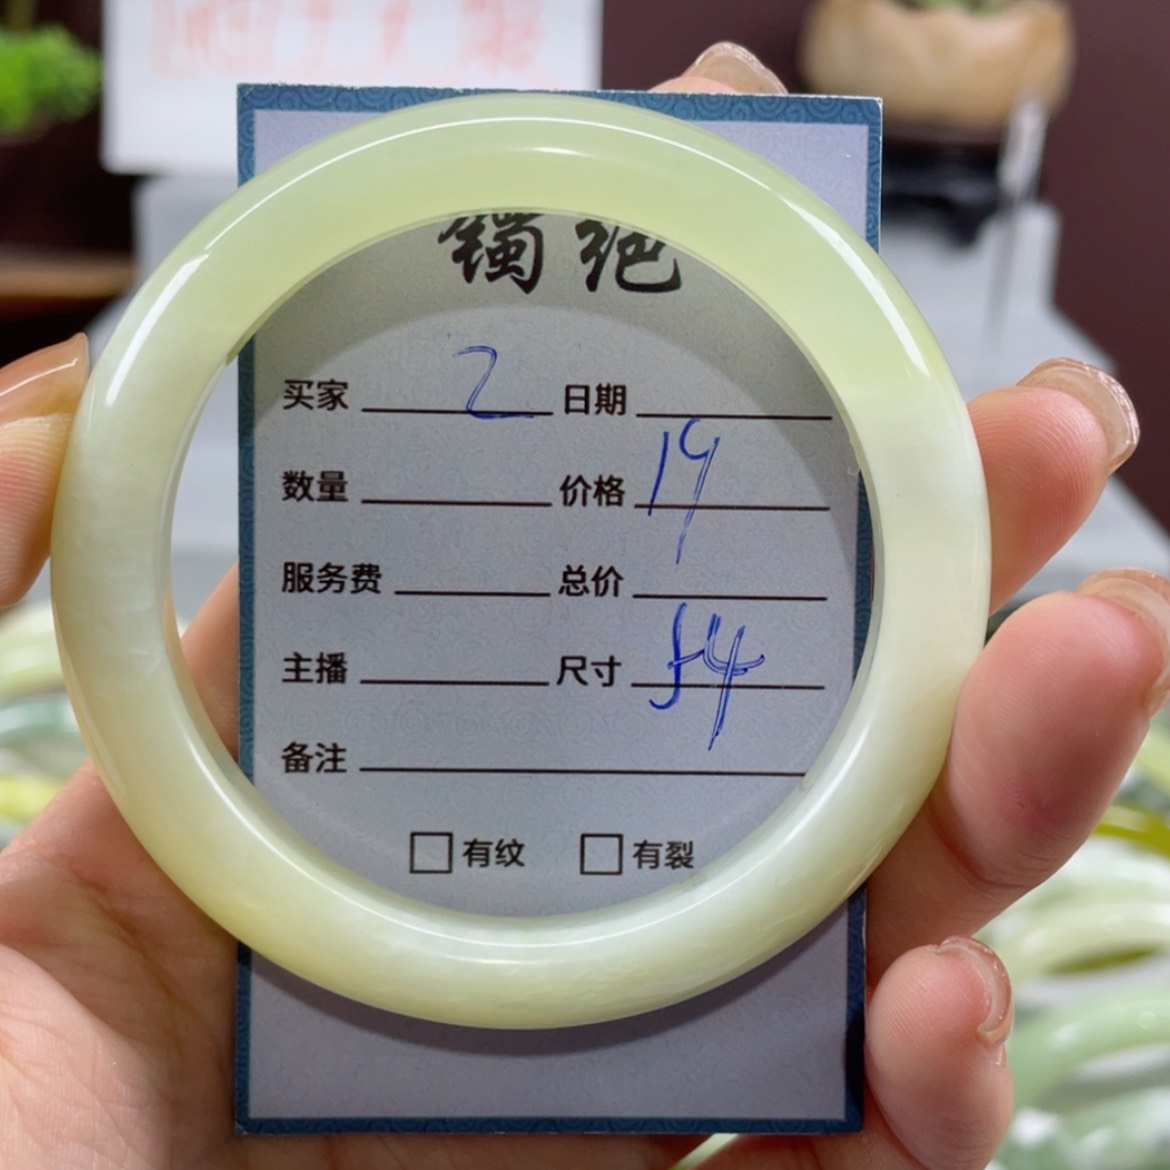 镯绝
买家 2 日期
数量 价格 19
服务费 总价
主播 尺寸 54
备注
□有纹 □有裂